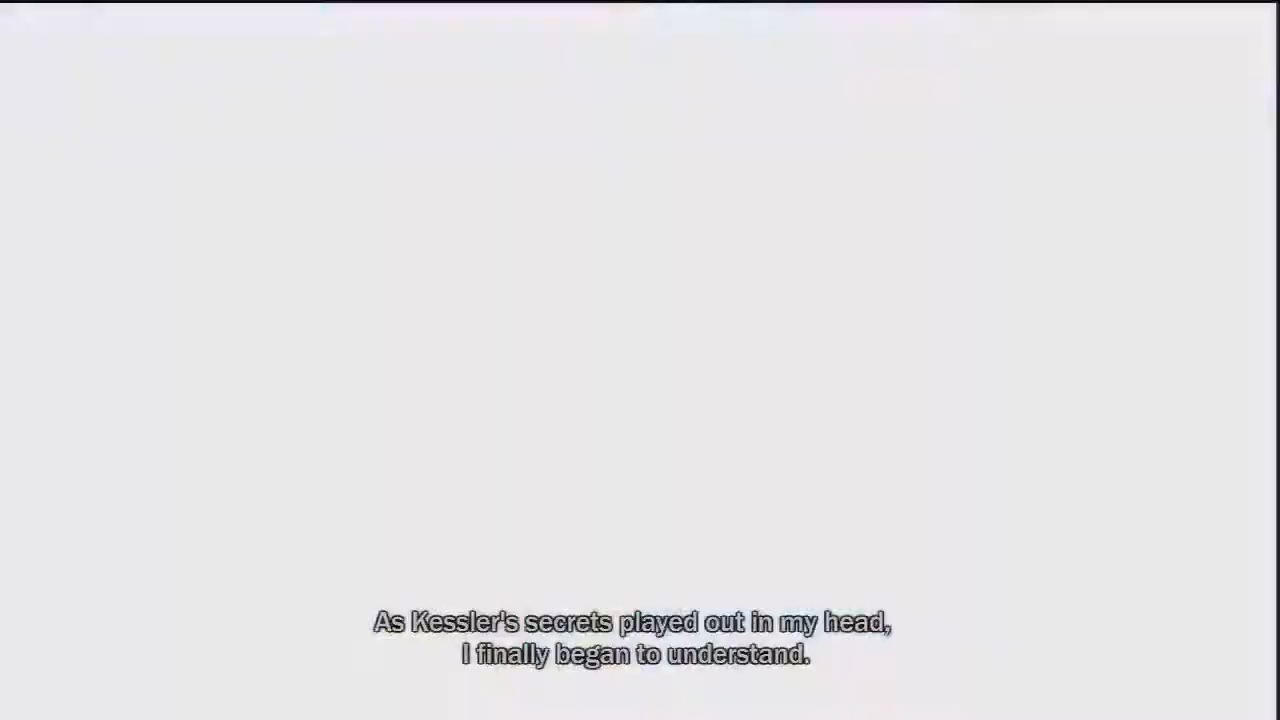 As Kessler's secrets played out in my head,
I finally began to understand.